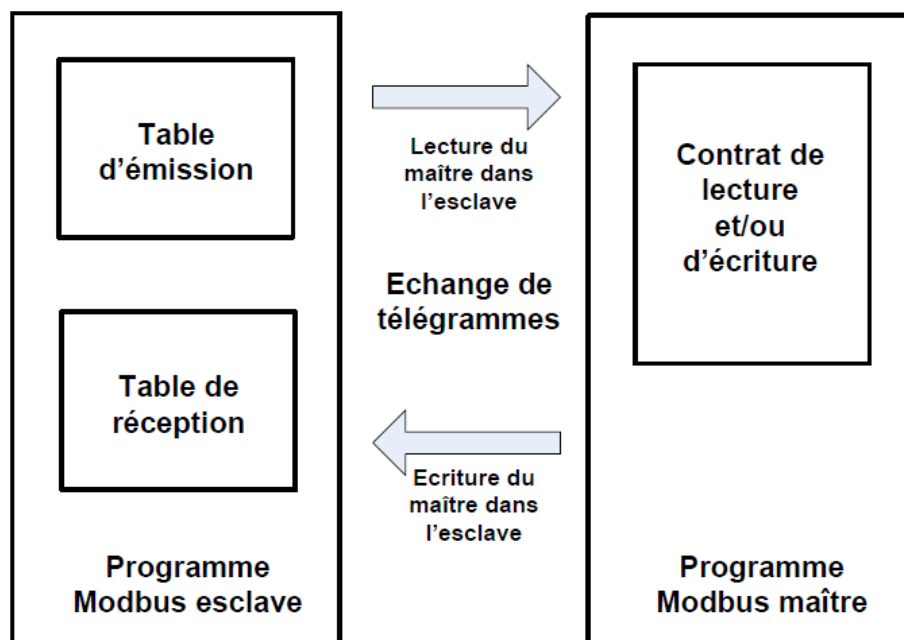 Table
d'émission
Table de
réception
Programme
Modbus esclave
Lecture du
maître dans
l'esclave
Echange de
télégrammes
Ecriture du
maître dans
l'esclave
Contrat de
lecture
et/ou
d'écriture
Programme
Modbus maître